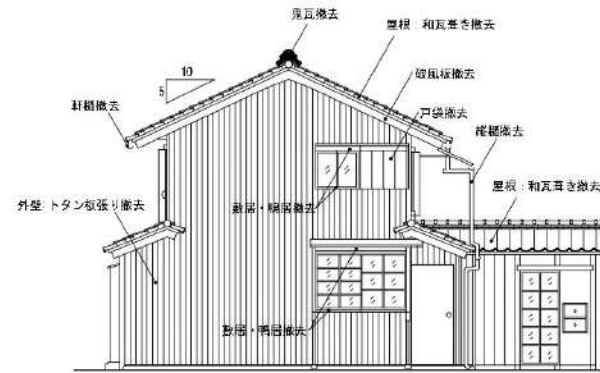 鬼瓦撤去
屋根：和瓦葺き撤去
10
5
破風板撤去
軒樋撤去
戸袋撤去
縦樋撤去
屋根：和瓦葺き撤去
外壁：トタン板張り撤去
敷居・鴨居撤去
敷居・鴨居撤去